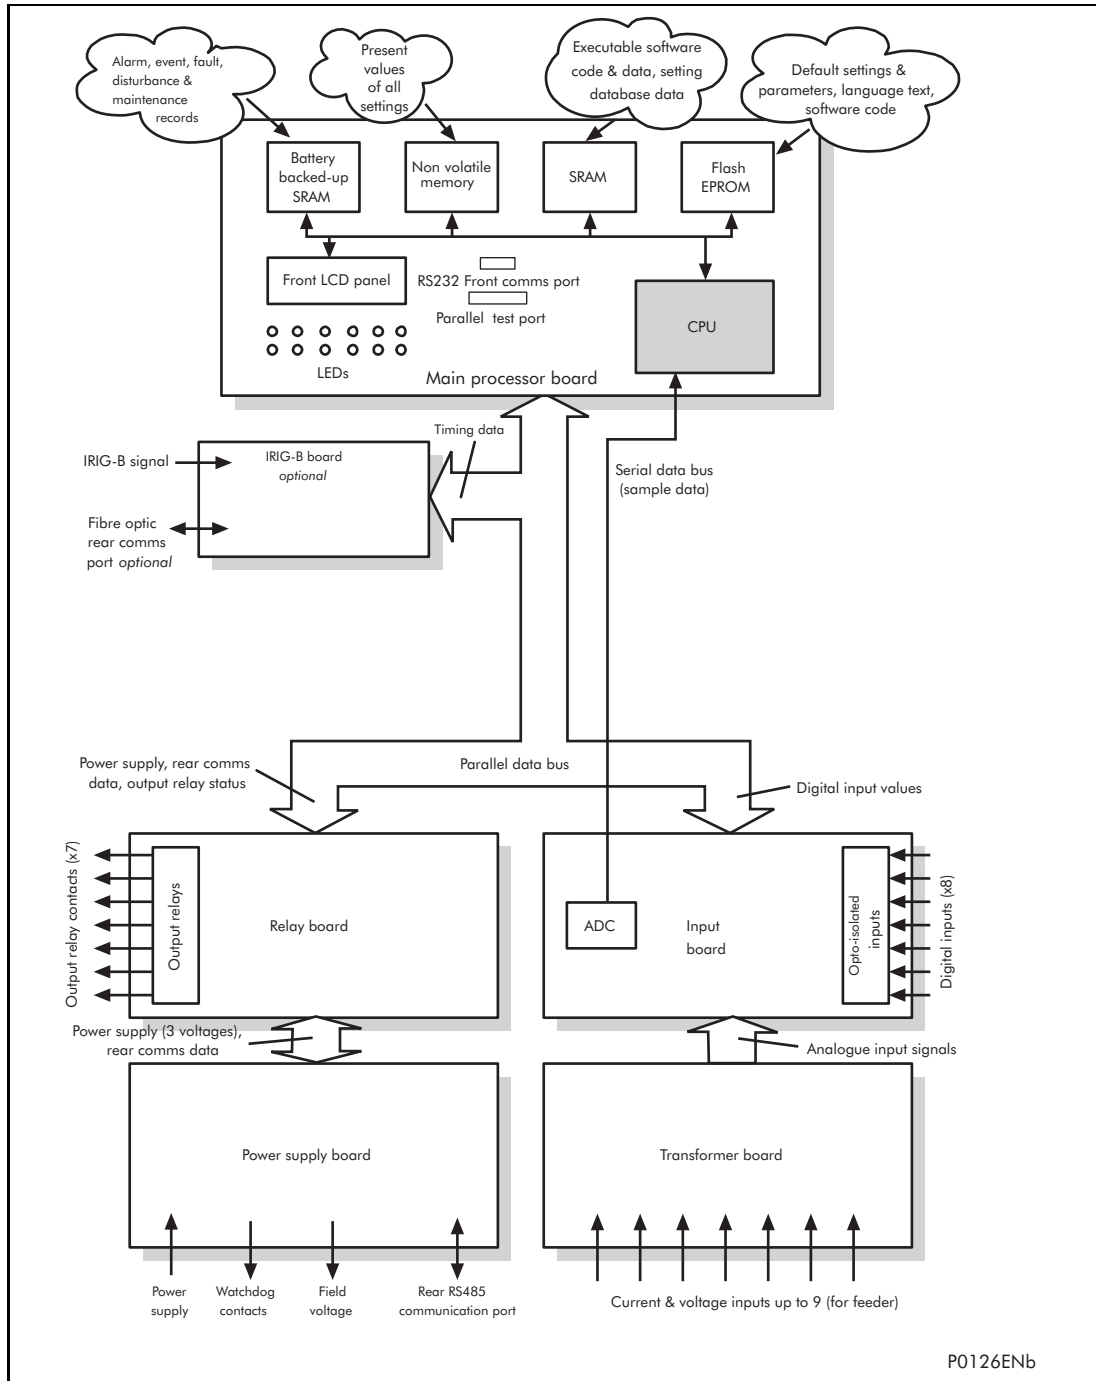 Alarm, event, fault,
disturbance &
maintenance
records
Present
values
of all
settings
Executable software
code & data, setting
database data
Default settings &
parameters, language text,
software code
Battery
backed-up
SRAM
Non volatile
memory
SRAM
Flash
EPROM
Front LCD panel
RS232 Front comms port
Parallel test port
CPU
LEDs
Main processor board
Timing data
IRIG-B signal
IRIG-B board
optional
Serial data bus
(sample data)
Fibre optic
rear comms
port optional
Power supply, rear comms
data, output relay status
Parallel data bus
Digital input values
Output relay contacts (x7)
Output relays
Relay board
ADC
Input
board
Opto-isolated
inputs
Digital inputs (x8)
Power supply (3 voltages),
rear comms data
Analogue input signals
Power supply board
Transformer board
Power
supply
Watchdog
contacts
Field
voltage
Rear RS485
communication port
Current & voltage inputs up to 9 (for feeder)
P0126ENb